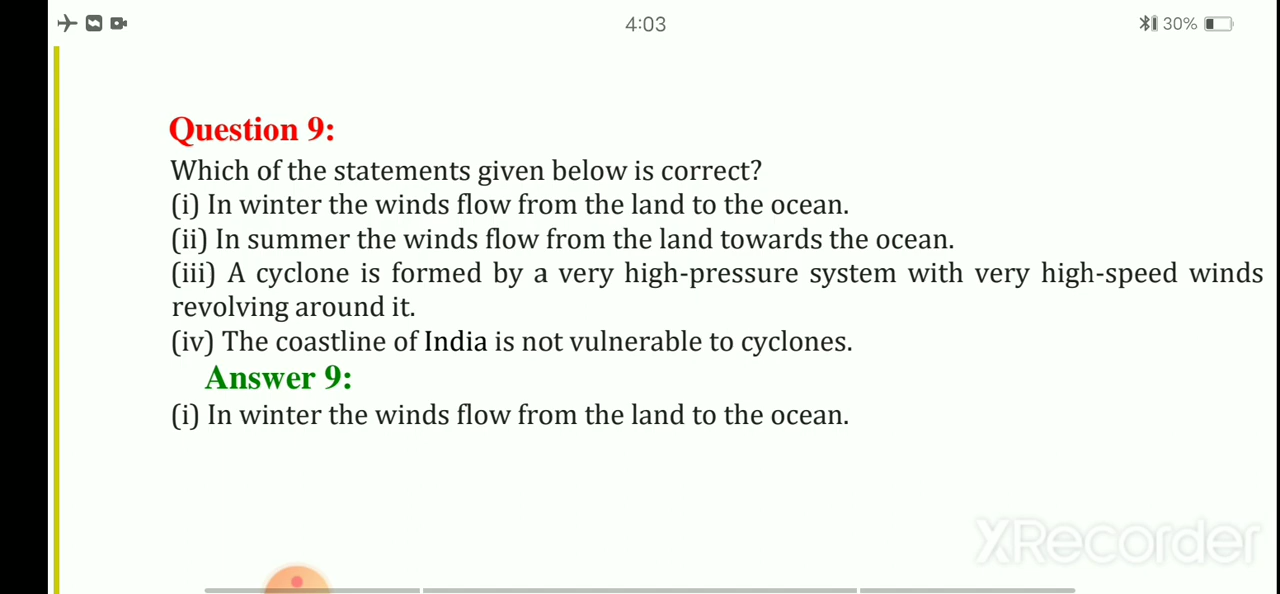 4:03
30%
Question 9:
Which of the statements given below is correct?
(i) In winter the winds flow from the land to the ocean.
(ii) In summer the winds flow from the land towards the ocean.
(iii) A cyclone is formed by a very high-pressure system with very high-speed winds
revolving around it.
(iv) The coastline of India is not vulnerable to cyclones.
Answer 9:
(i) In winter the winds flow from the land to the ocean.
XRecorder